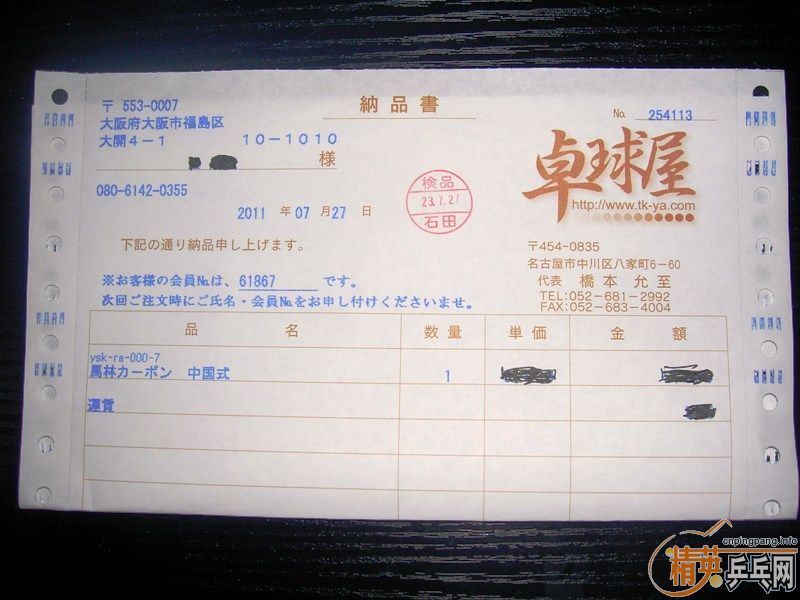 納品書
〒 553-0007
大阪府大阪市福島区
大開4-1 10-1010
様
080-6142-0355
2011 年 07 月 27 日
下記の通り納品申し上げます。
検品
23.7.27
石田
No. 254113
卓球屋
http://www.tk-ya.com
〒454-0835
名古屋市中川区八家町6-60
代表 橋本 允至
TEL:052-681-2992
FAX:052-683-4004
※お客様の会員No.は、 61867 です。
次回ご注文時にご氏名・会員No.をお申し付けくださいませ。
品 名 数量 単価 金 額
ysk-ra-000-7
馬林カーボン 中国式 1
運賃
cnpingpang.info
精英乒乓网